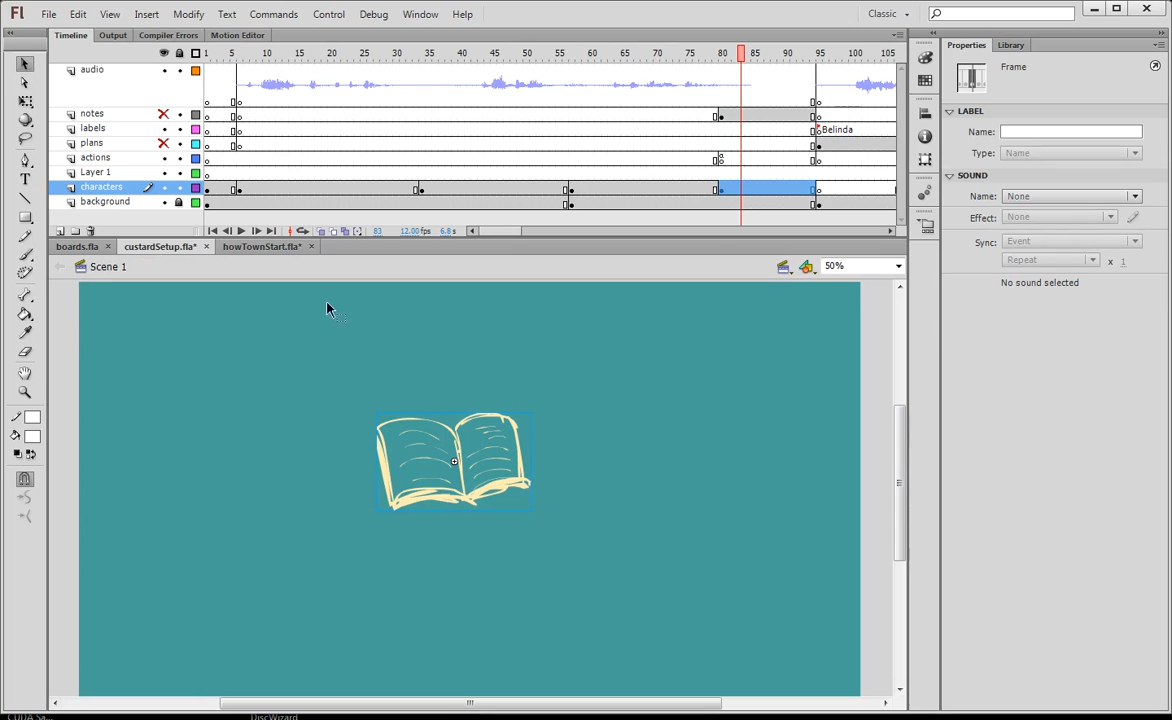 Fl File Edit View Insert Modify Text Commands Control Debug Window Help Classic
Timeline Output Compiler Errors Motion Editor
1 5 10 15 20 25 30 35 40 45 50 55 60 65 70 75 80 85 90 95 100 105
audio
notes
labels Belinda
plans
actions
Layer 1
characters
background
83 12.00 fps 6.8 s
boards.fla custardSetup.fla* howTownStart.fla*
Scene 1 50%
Properties Library
Frame
LABEL
Name:
Type: Name
SOUND
Name: None
Effect: None
Sync: Event
Repeat x 1
No sound selected
CUDA Sa... DiscWizard